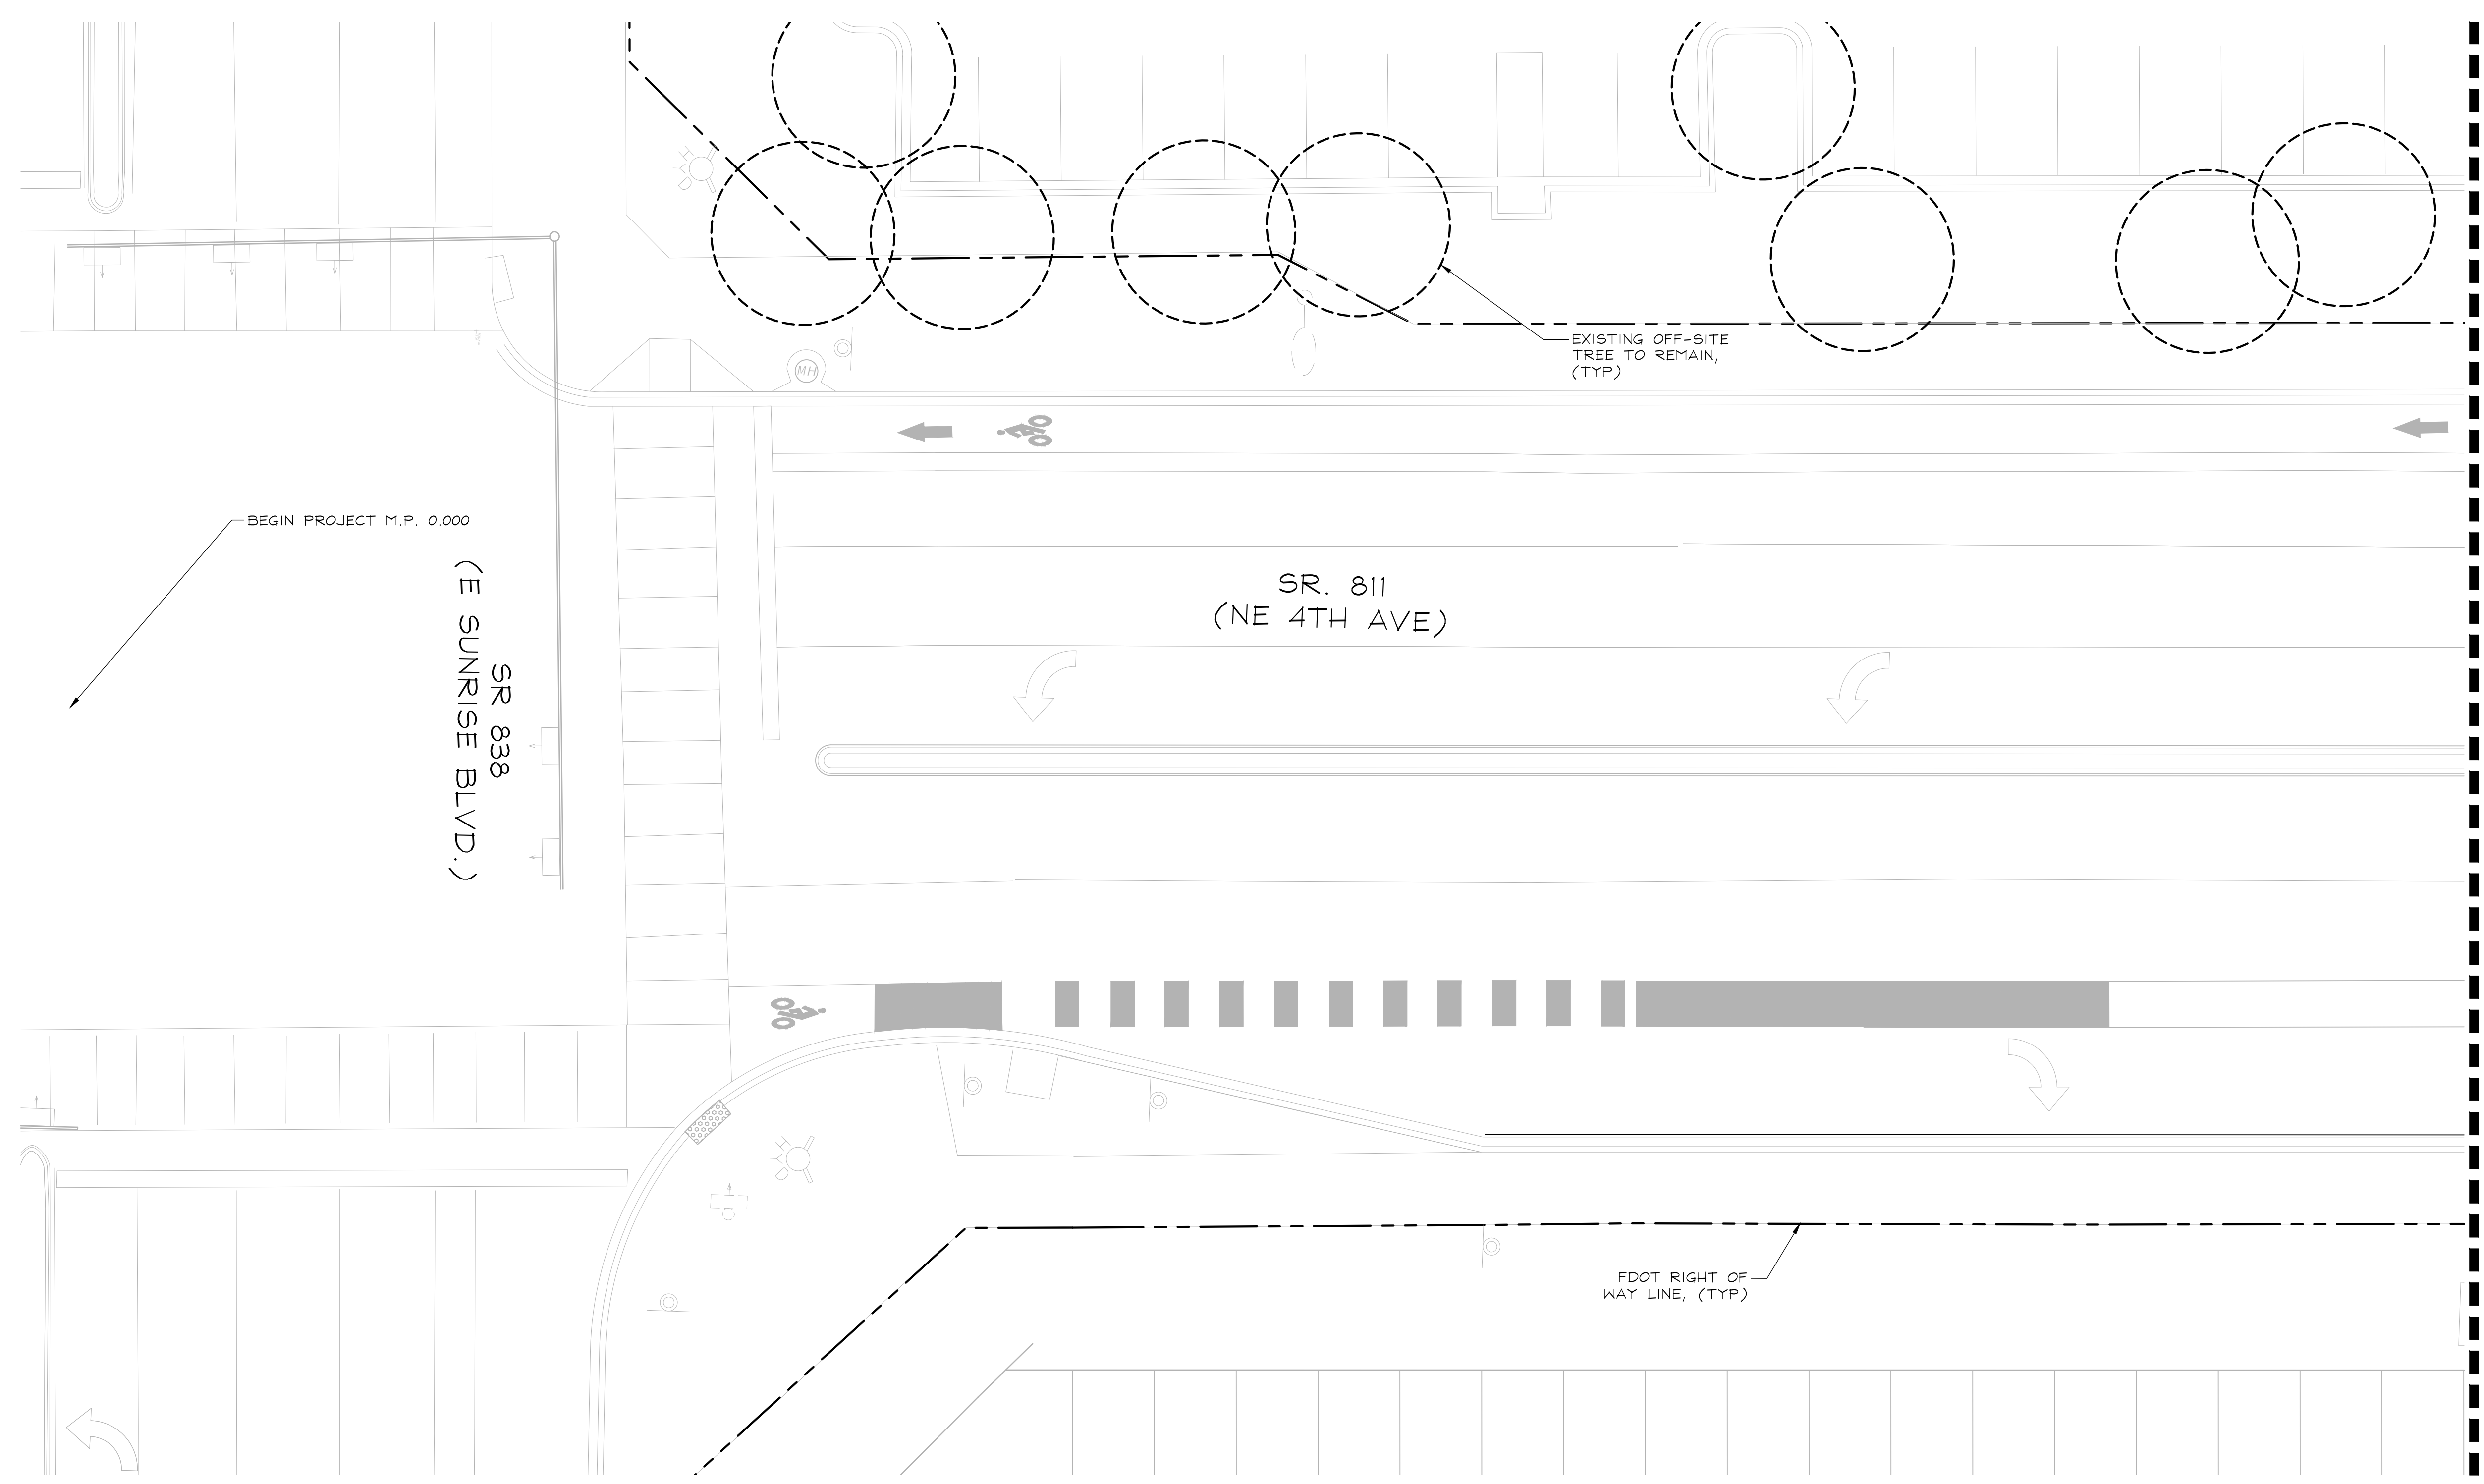 EXISTING OFF-SITE
TREE TO REMAIN,
(TYP)
MH
BEGIN PROJECT M.P. 0.000
SR. 811
(NE 4TH AVE)
SR 838
(E SUNRISE BLVD.)
FDOT RIGHT OF
WAY LINE, (TYP)